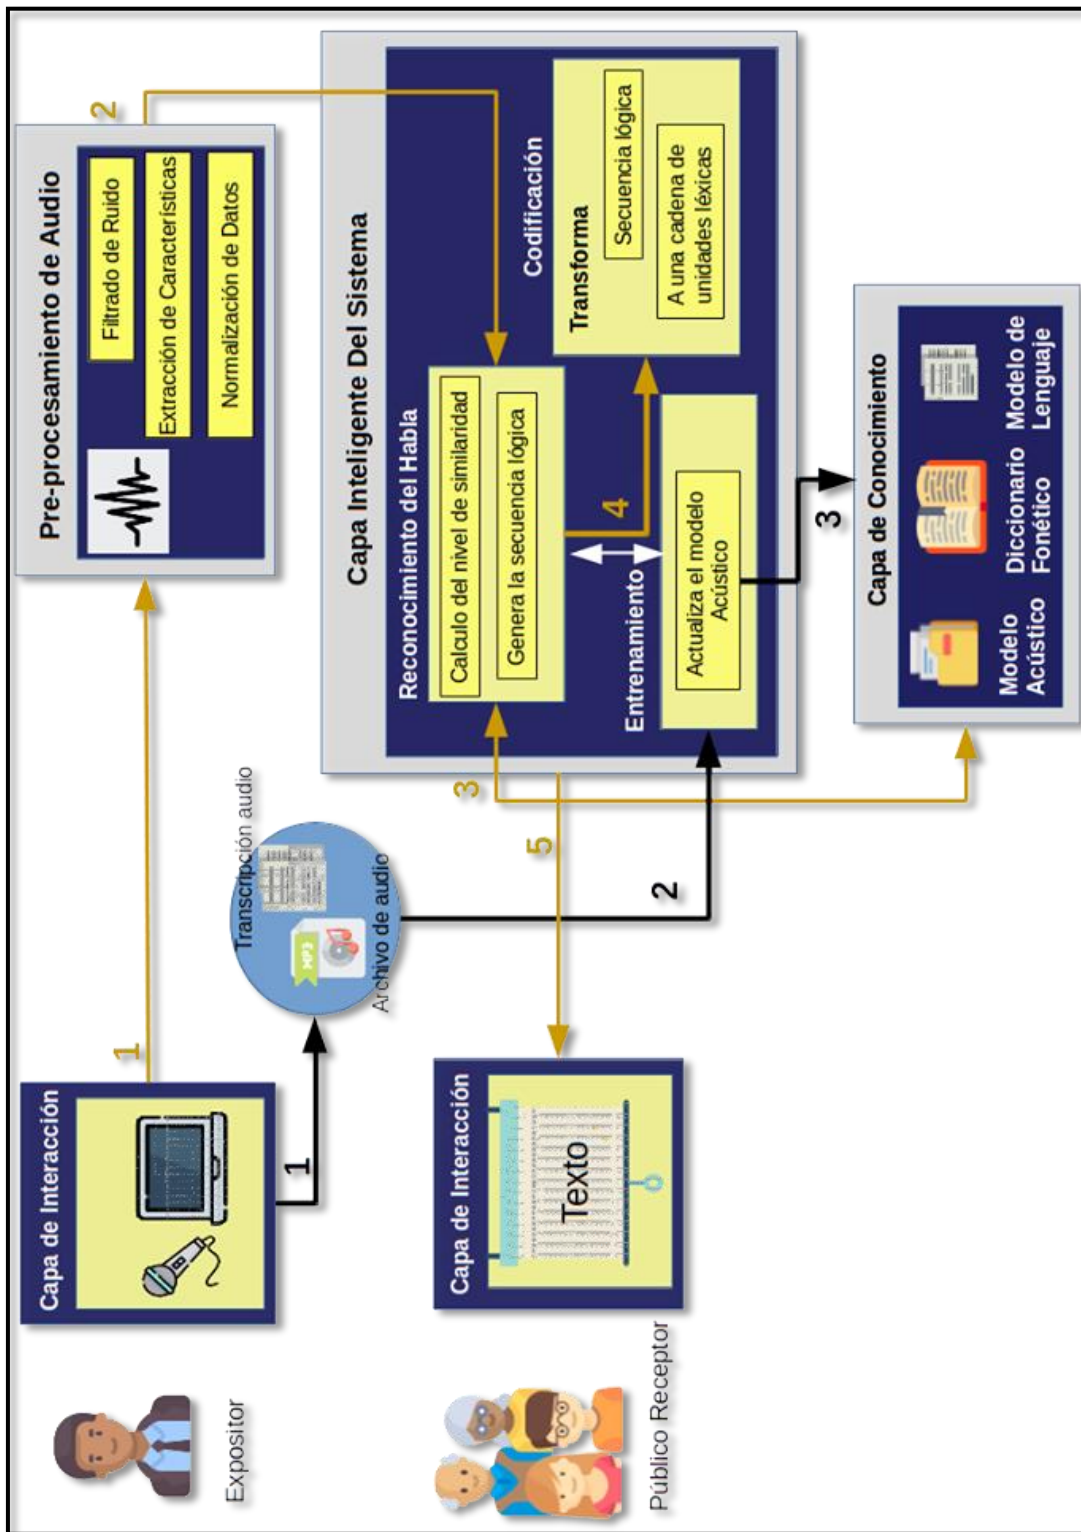 Expositor
Capa de Interacción
1
1
Transcripción audio
MP3
Archivo de audio
2
Pre-procesamiento de Audio
Filtrado de Ruido
Extracción de Características
Normalización de Datos
2
Capa Inteligente Del Sistema
Reconocimiento del Habla
Calculo del nivel de similaridad
Genera la secuencia lógica
3
4
Entrenamiento
Actualiza el modelo
Acústico
Codificación
Transforma
Secuencia lógica
A una cadena de
unidades léxicas
3
Capa de Conocimiento
Modelo
Acústico
Diccionario
Fonético
Modelo de
Lenguaje
5
Público Receptor
Capa de Interacción
Texto